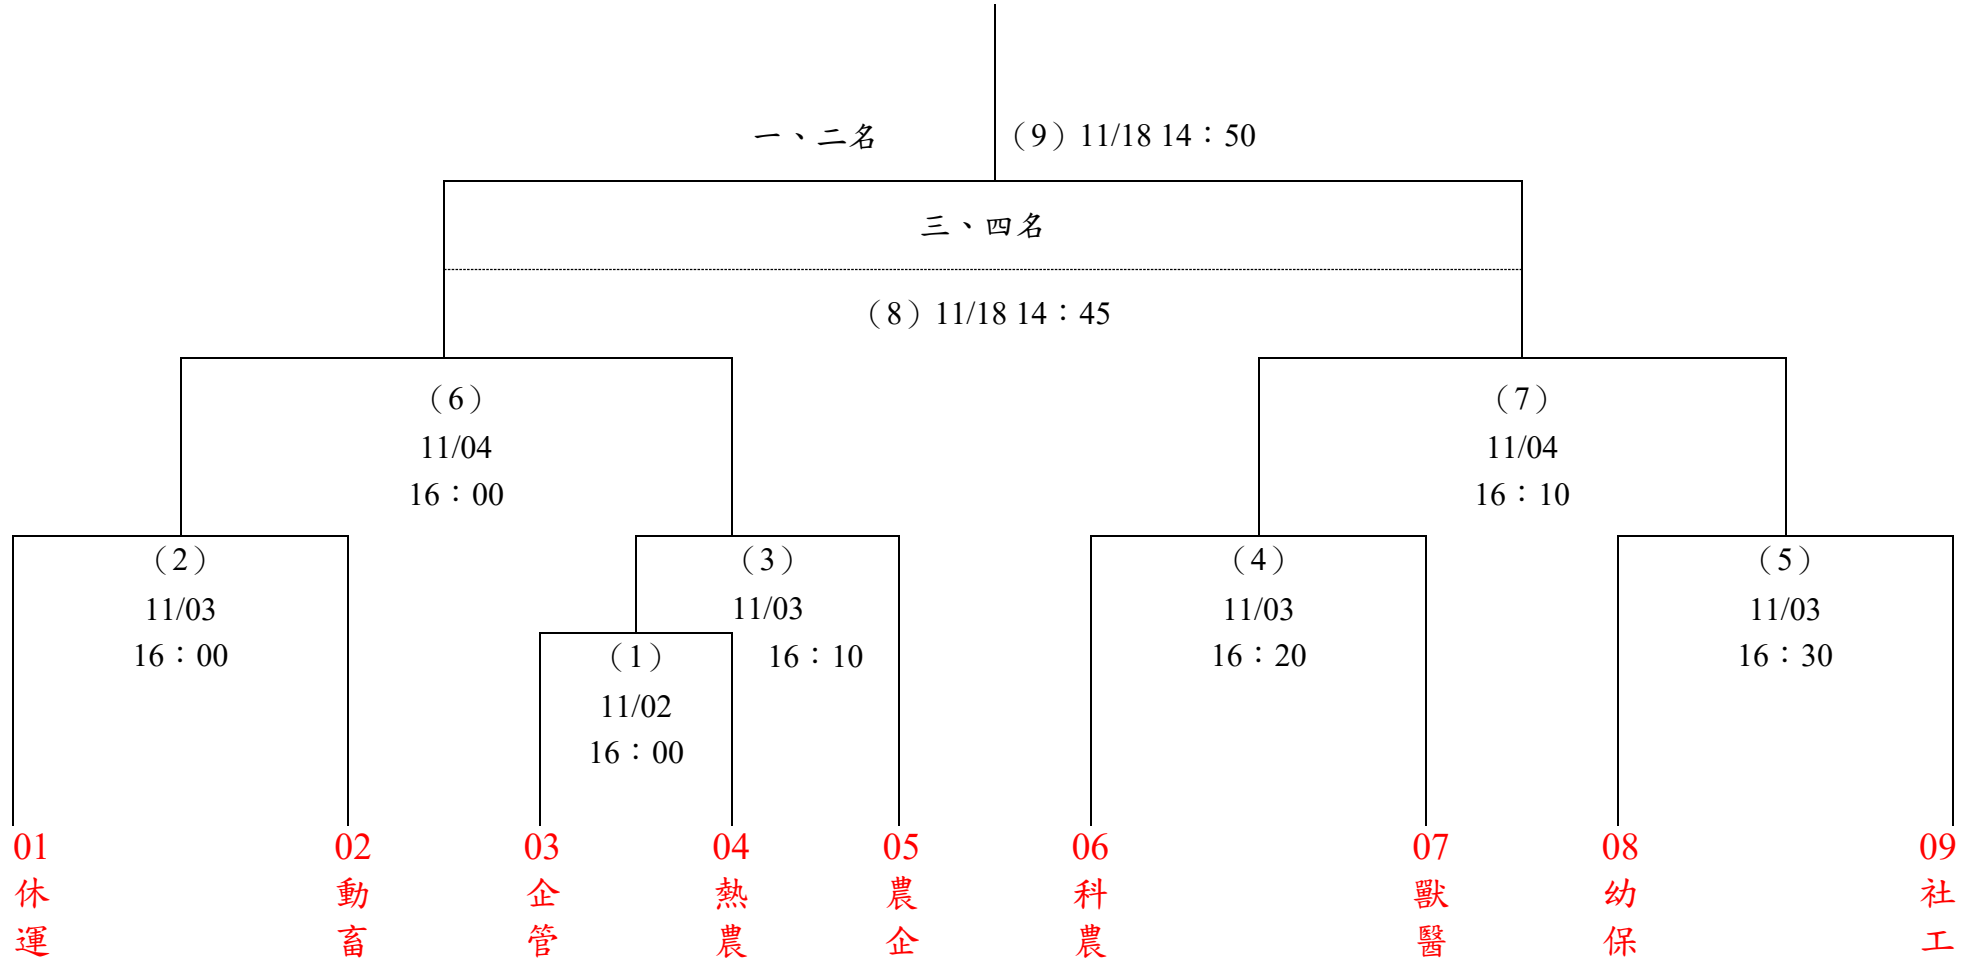 一、二名
（9）11/18 14：50
三、四名
（8）11/18 14：45
（6）
11/04
16：00
（7）
11/04
16：10
（2）
11/03
16：00
（3）
11/03
16：10
（1）
11/02
16：00
（4）
11/03
16：20
（5）
11/03
16：30
01
休
運
02
動
畜
03
企
管
04
熱
農
05
農
企
06
科
農
07
獸
醫
08
幼
保
09
社
工